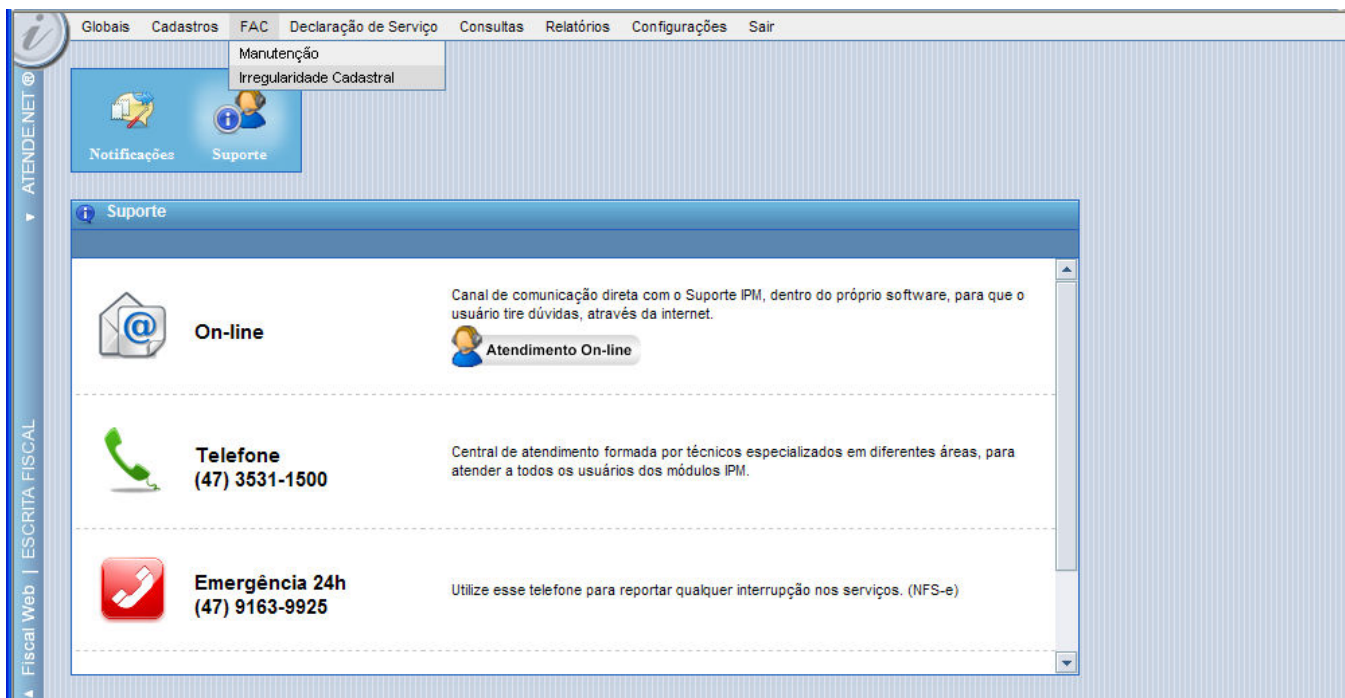 Globais Cadastros FAC Declaração de Serviço Consultas Relatórios Configurações Sair
Manutenção
Irregularidade Cadastral
Notificações Suporte
Suporte
On-line
Canal de comunicação direta com o Suporte IPM, dentro do próprio software, para que o
usuário tire dúvidas, através da internet.
Atendimento On-line
Telefone
(47) 3531-1500
Central de atendimento formada por técnicos especializados em diferentes áreas, para
atender a todos os usuários dos módulos IPM.
Emergência 24h
(47) 9163-9925
Utilize esse telefone para reportar qualquer interrupção nos serviços. (NFS-e)
Fiscal Web | ESCRITA FISCAL
ATENDE.NET ®